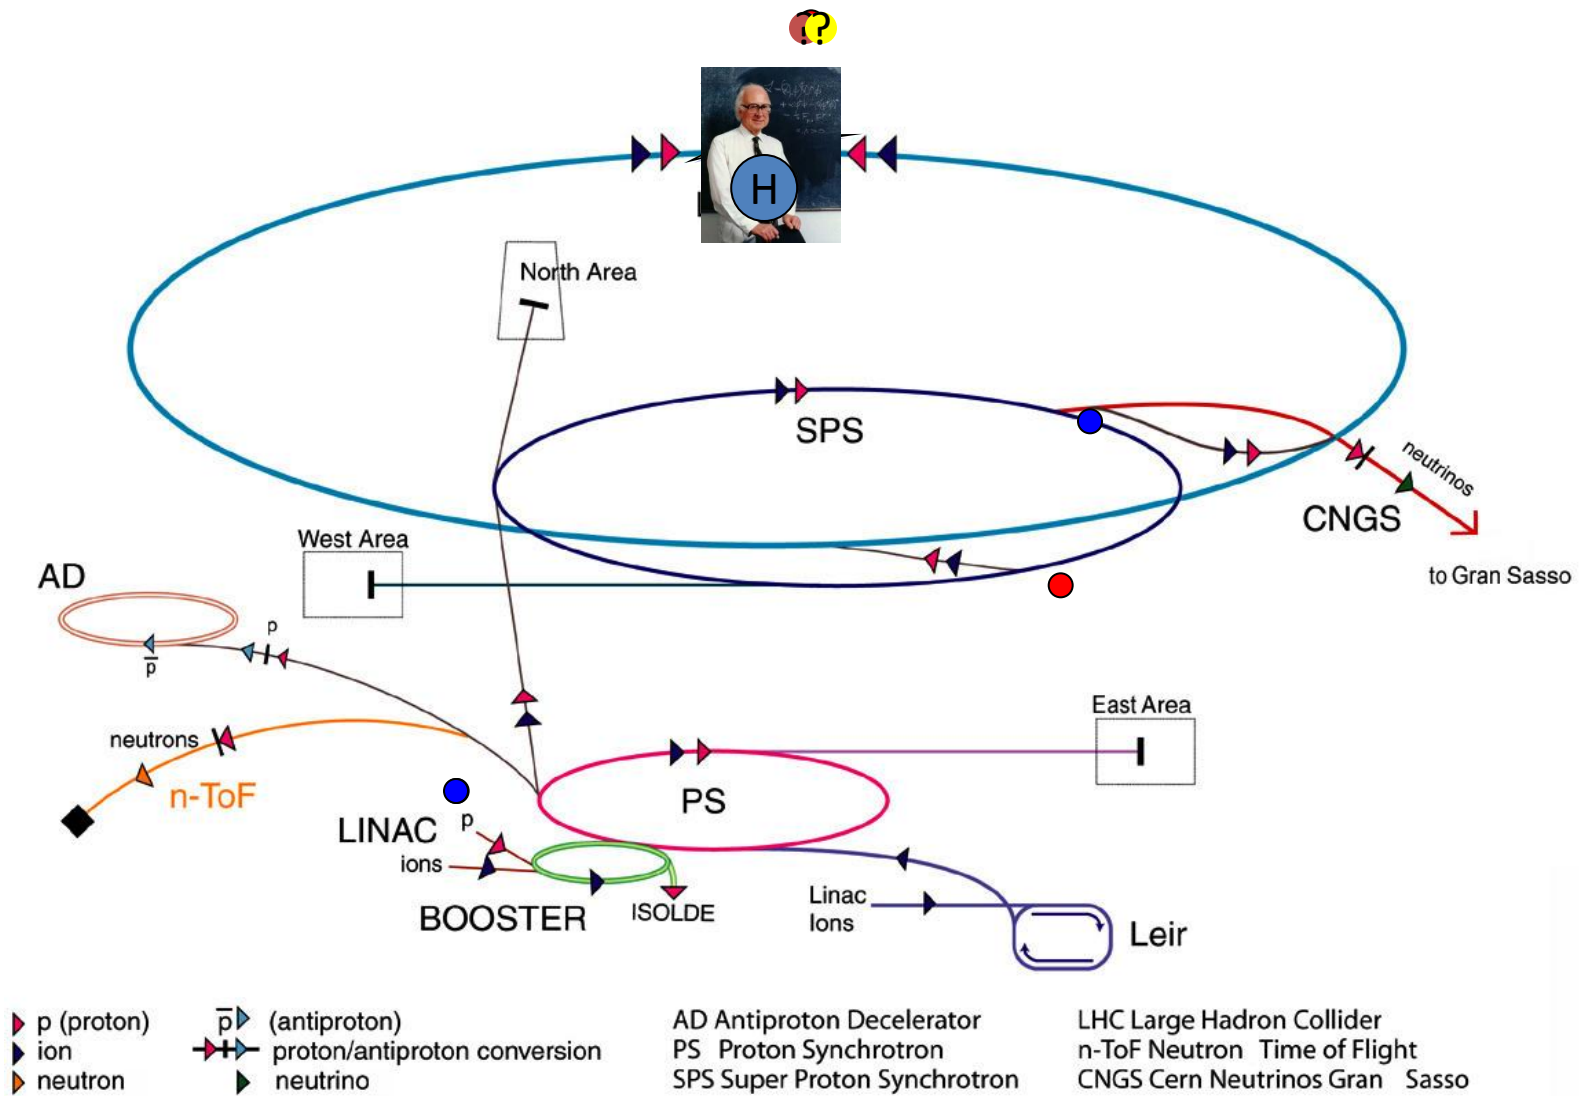 ??
H
North Area
SPS
neutrinos
CNGS
West Area
to Gran Sasso
AD
p
p̅
East Area
neutrons
n-ToF
PS
LINAC
p
ions
Linac
Ions
ISOLDE
BOOSTER
Leir
p (proton)
ion
neutron
p̅ (antiproton)
proton/antiproton conversion
neutrino
AD Antiproton Decelerator
PS Proton Synchrotron
SPS Super Proton Synchrotron
LHC Large Hadron Collider
n-ToF Neutron Time of Flight
CNGS Cern Neutrinos Gran Sasso